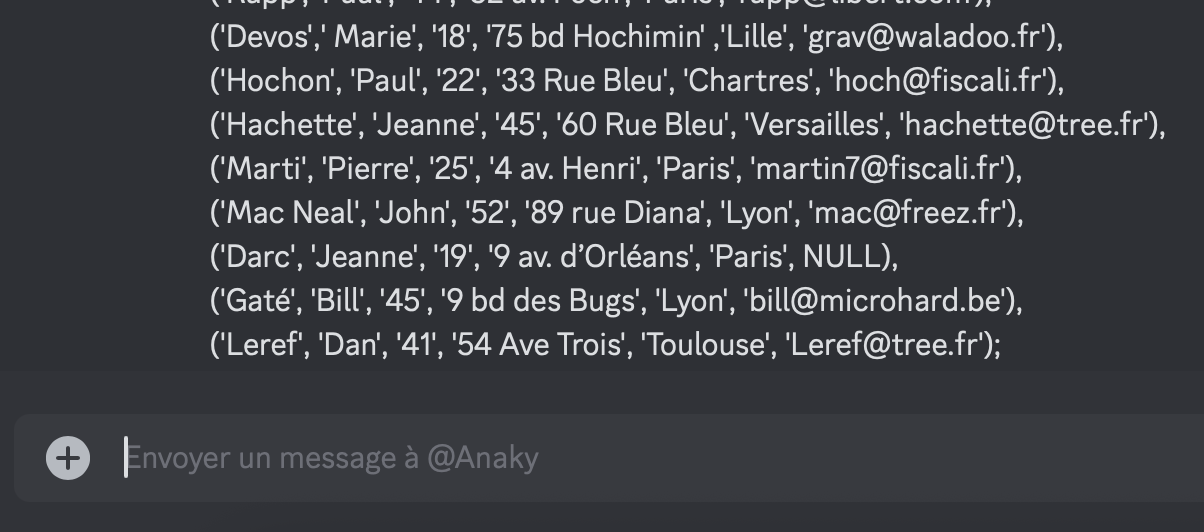 ('Devos',' Marie', '18', '75 bd Hochimin' ,'Lille', 'grav@waladoo.fr'),
('Hochon', 'Paul', '22', '33 Rue Bleu', 'Chartres', 'hoch@fiscali.fr'),
('Hachette', 'Jeanne', '45', '60 Rue Bleu', 'Versailles', 'hachette@tree.fr'),
('Marti', 'Pierre', '25', '4 av. Henri', 'Paris', 'martin7@fiscali.fr'),
('Mac Neal', 'John', '52', '89 rue Diana', 'Lyon', 'mac@freez.fr'),
('Darc', 'Jeanne', '19', '9 av. d’Orléans', 'Paris', NULL),
('Gaté', 'Bill', '45', '9 bd des Bugs', 'Lyon', 'bill@microhard.be'),
('Leref', 'Dan', '41', '54 Ave Trois', 'Toulouse', 'Leref@tree.fr');
Envoyer un message à @Anaky